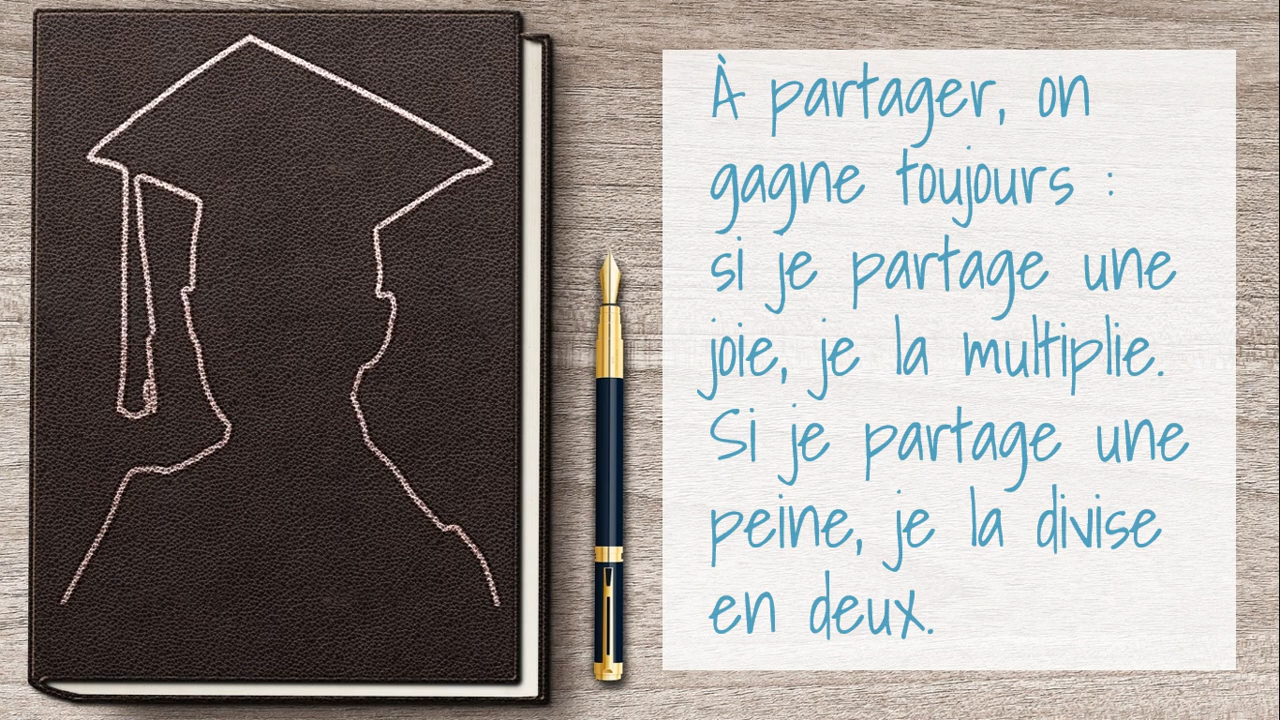 À partager, on
gagne toujours :
si je partage une
joie, je la multiplie.
Si je partage une
peine, je la divise
en deux.